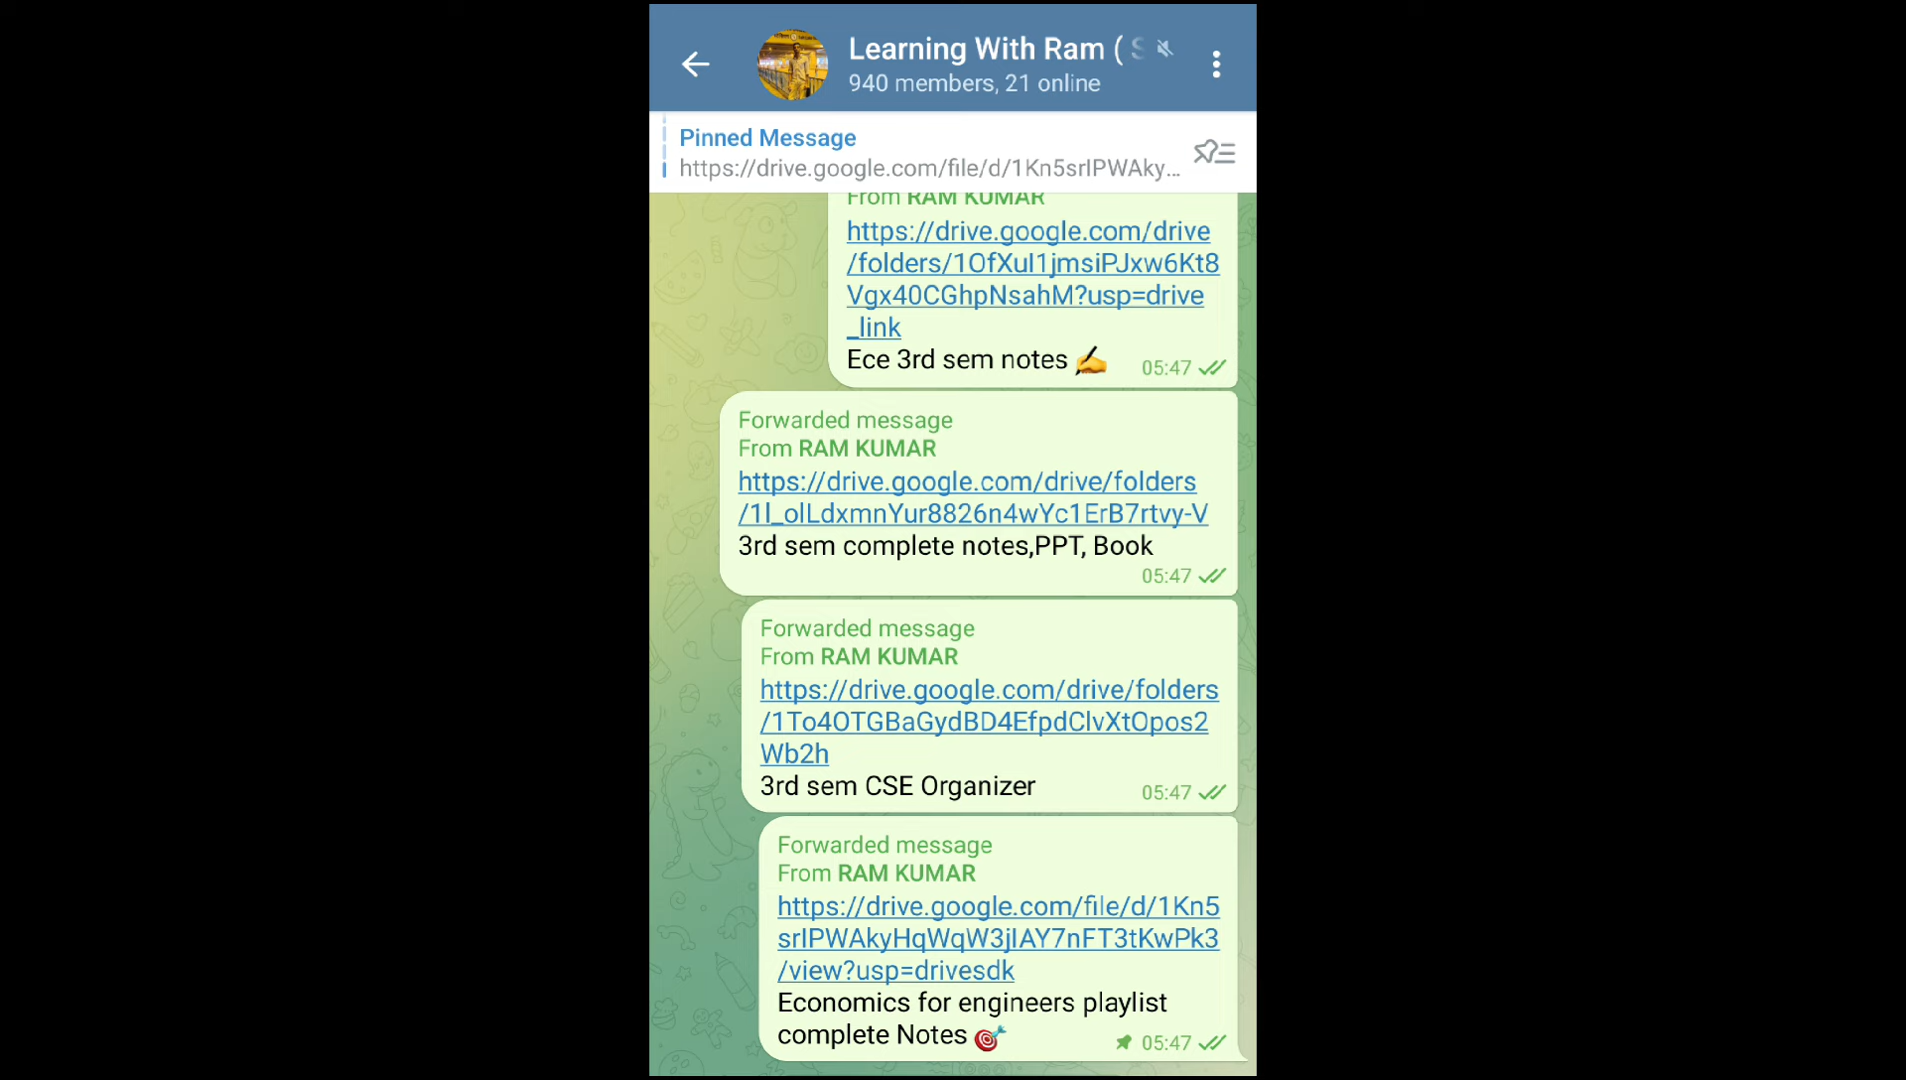 Learning With Ram ( S
940 members, 21 online
Pinned Message
https://drive.google.com/file/d/1Kn5srIPWAky...
From RAM KUMAR
https://drive.google.com/drive
/folders/1OfXuI1jmsiPJxw6Kt8
Vgx40CGhpNsahM?usp=drive
_link
Ece 3rd sem notes ✍️
05:47
Forwarded message
From RAM KUMAR
https://drive.google.com/drive/folders
/1l_olLdxmnYur8826n4wYc1ErB7rtvy-V
3rd sem complete notes,PPT, Book
05:47
Forwarded message
From RAM KUMAR
https://drive.google.com/drive/folders
/1To4OTGBaGydBD4EfpdClvXtOpos2
Wb2h
3rd sem CSE Organizer
05:47
Forwarded message
From RAM KUMAR
https://drive.google.com/file/d/1Kn5
srIPWAkyHqWqW3jIAY7nFT3tKwPk3
/view?usp=drivesdk
Economics for engineers playlist
complete Notes 🎯
05:47